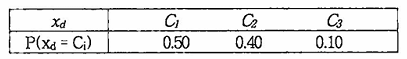 x_d C_1 C_2 C_3
P(x_d = C_i) 0.50 0.40 0.10